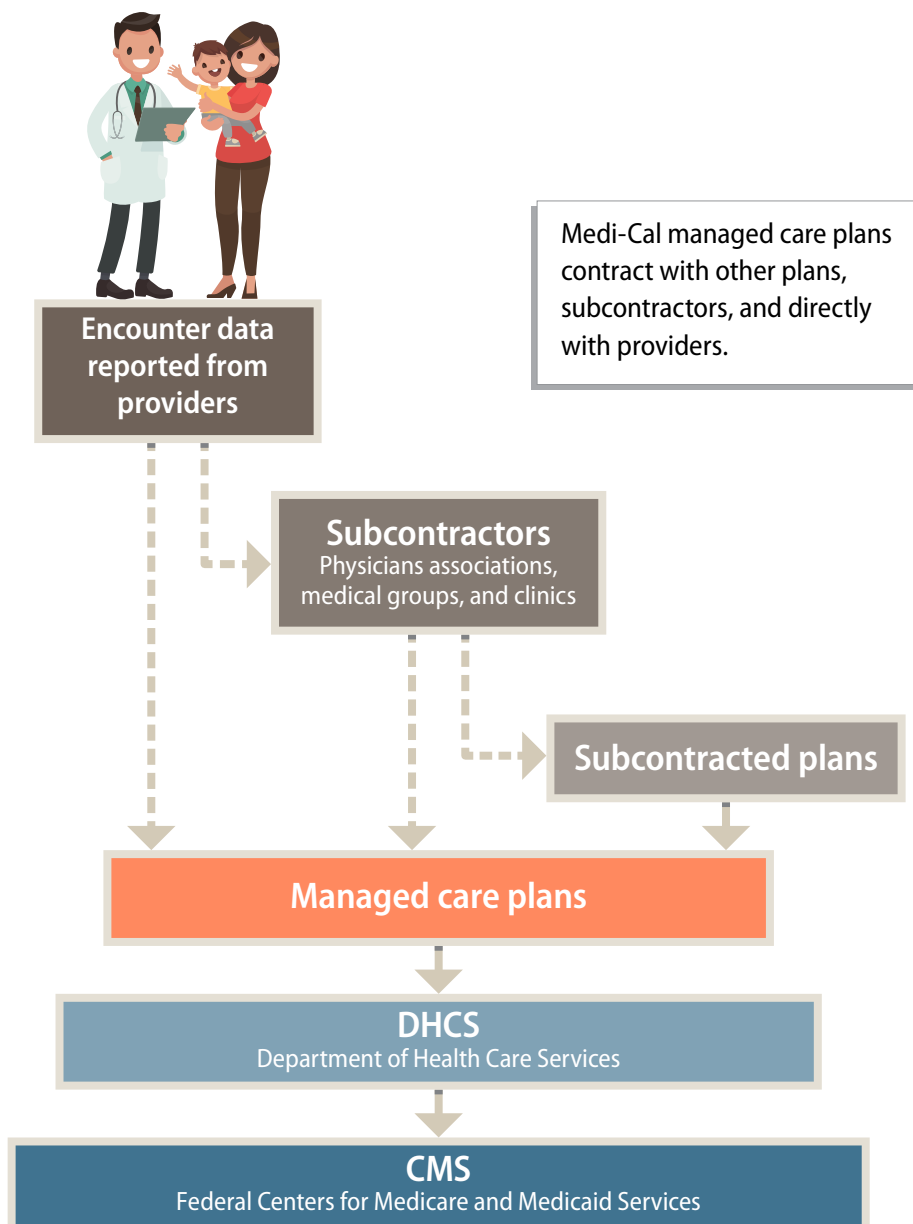 Medi-Cal managed care plans
contract with other plans,
subcontractors, and directly
with providers.
Encounter data
reported from
providers
Subcontractors
Physicians associations,
medical groups, and clinics
Subcontracted plans
Managed care plans
DHCS
Department of Health Care Services
CMS
Federal Centers for Medicare and Medicaid Services